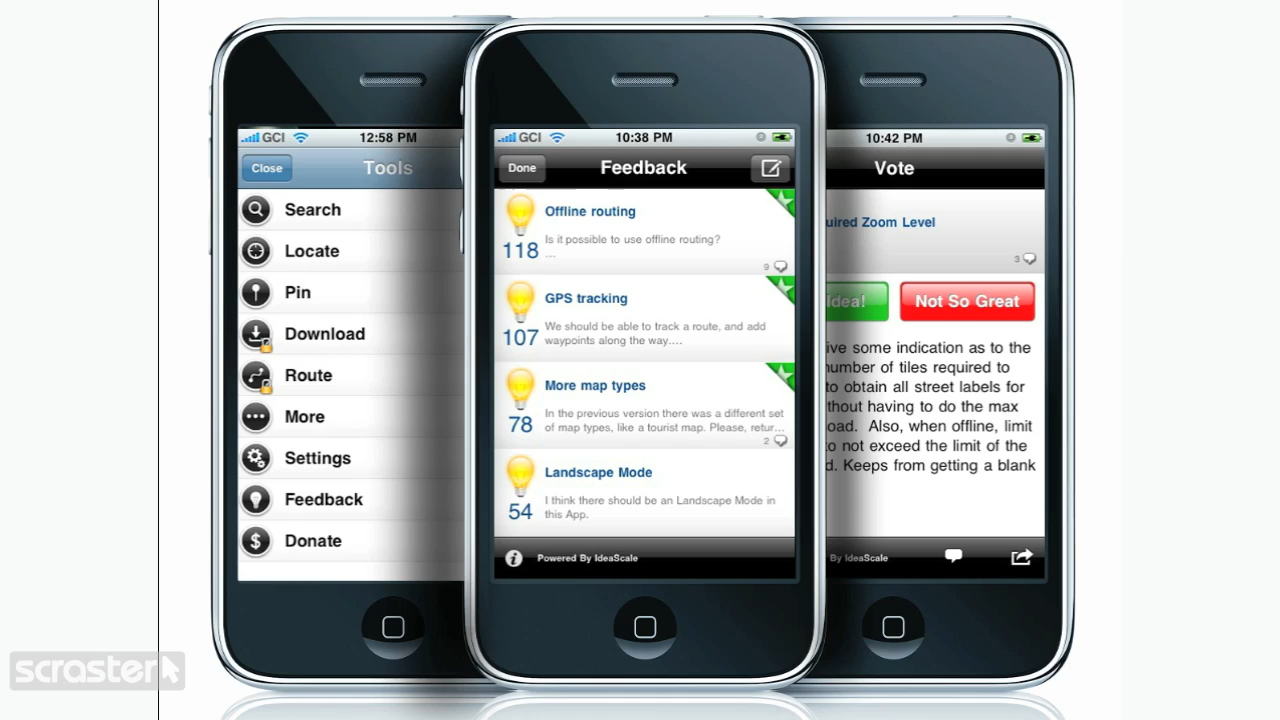 GCI 12:58 PM
Close Tools
Search
Locate
Pin
Download
Route
More
Settings
Feedback
$ Donate
GCI 10:38 PM
Done Feedback
Offline routing
118 Is it possible to use offline routing?
...
9
GPS tracking
107 We should be able to track a route, and add
waypoints along the way....
More map types
78 In the previous version there was a different set
of map types, like a tourist map. Please, retur...
2
Landscape Mode
54 I think there should be an Landscape Mode in
this App.
i Powered By IdeaScale
10:42 PM
Vote
uired Zoom Level
3
Idea! Not So Great
ive some indication as to the
number of tiles required to
to obtain all street labels for
thout having to do the max
oad. Also, when offline, limit
o not exceed the limit of the
d. Keeps from getting a blank
By IdeaScale
scraster